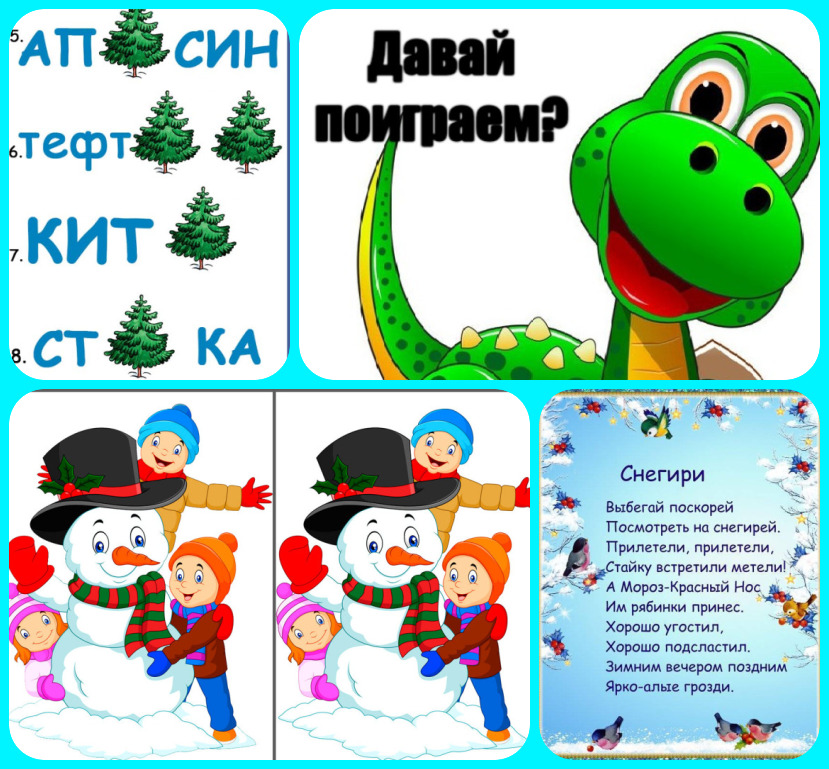 5. АП СИН
6. тефт
7. КИТ
8. СТ КА
Давай
поиграем?
Снегири
Выбегай поскорей
Посмотреть на снегирей.
Прилетели, прилетели,
Стайку встретили метели!
А Мороз-Красный Нос
Им рябинки принес.
Хорошо угостил,
Хорошо подсластил.
Зимним вечером поздним
Ярко-алые грозди.